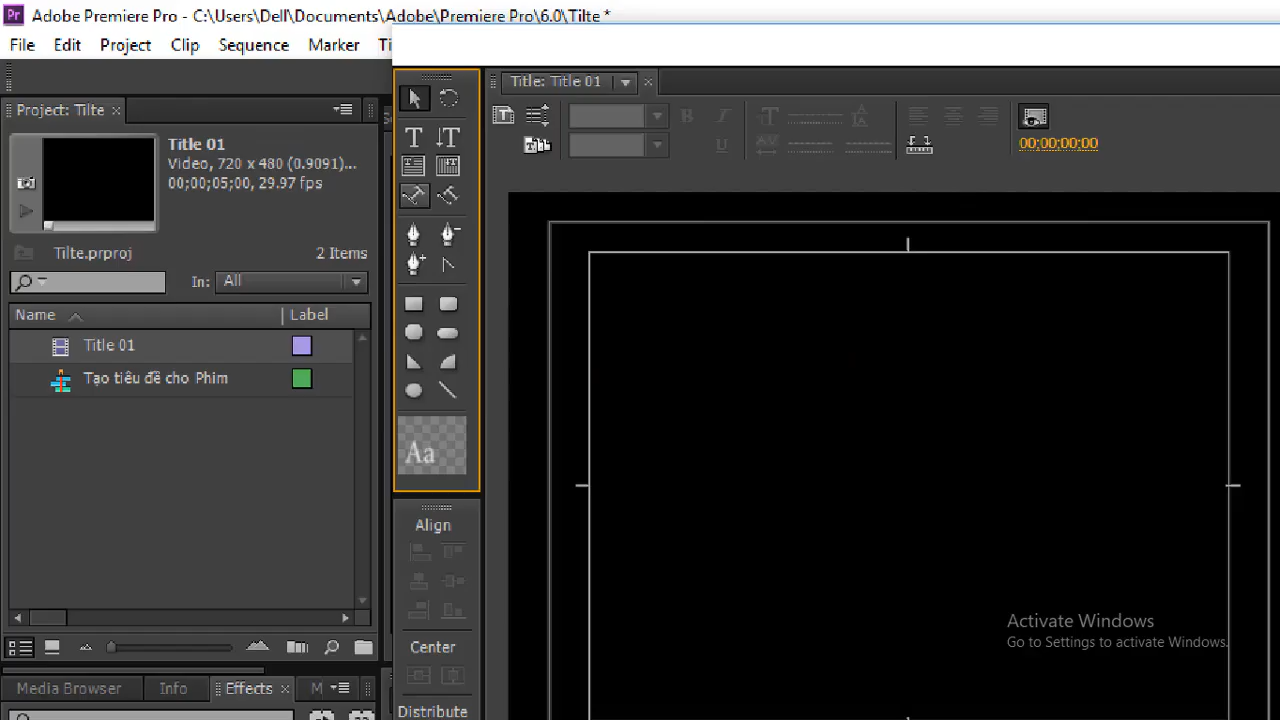 Adobe Premiere Pro - C:\Users\Dell\Documents\Adobe\Premiere Pro\6.0\Tilte *
File Edit Project Clip Sequence Marker
Project: Tilte
Title 01
Video, 720 x 480 (0.9091)...
00;00;05;00, 29.97 fps
Tilte.prproj 2 Items
In: All
Name Label
Title 01
Tạo tiêu đề cho Phim
Media Browser Info Effects M
Title: Title 01
B I T
U
00;00;00;00
T T
Aa
Align
Center
Distribute
Activate Windows
Go to Settings to activate Windows.